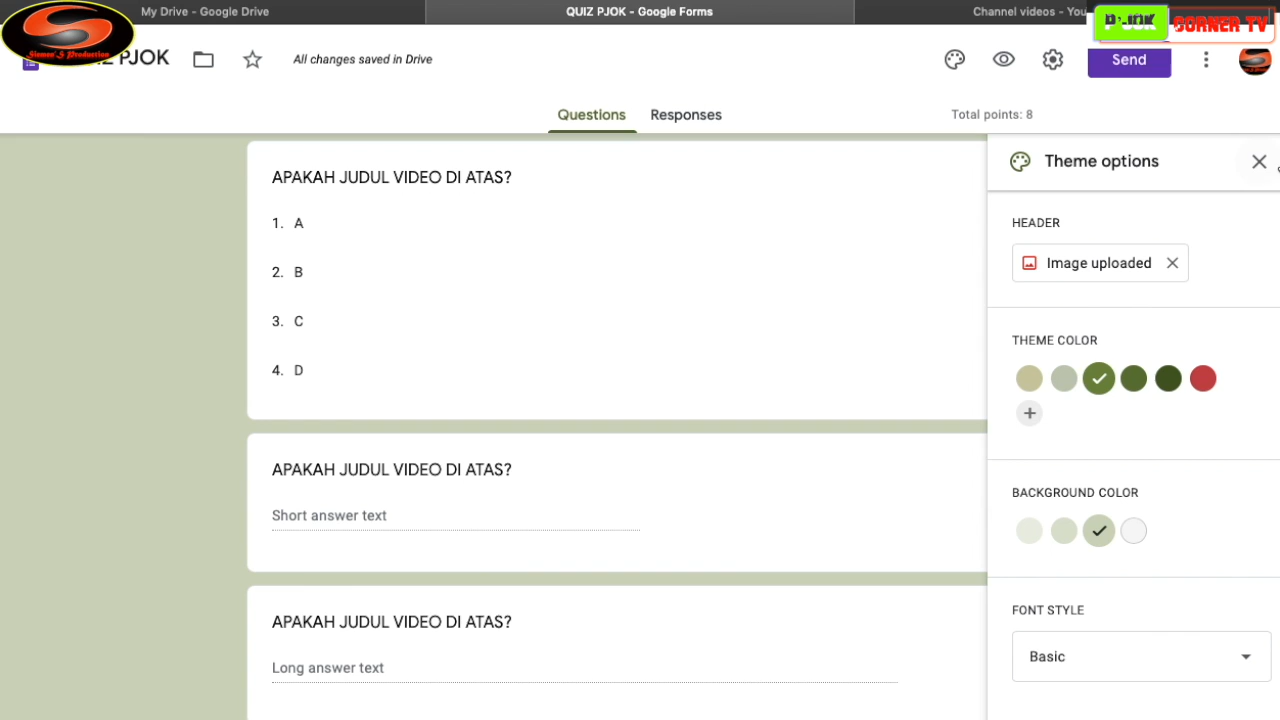 My Drive - Google Drive
QUIZ PJOK - Google Forms
Channel videos - You
P'JOK CORNER TV
Siemen'S Production
PJOK
All changes saved in Drive
Send
Questions
Responses
Total points: 8
APAKAH JUDUL VIDEO DI ATAS?
1. A
2. B
3. C
4. D
APAKAH JUDUL VIDEO DI ATAS?
Short answer text
APAKAH JUDUL VIDEO DI ATAS?
Long answer text
Theme options
HEADER
Image uploaded
THEME COLOR
BACKGROUND COLOR
FONT STYLE
Basic